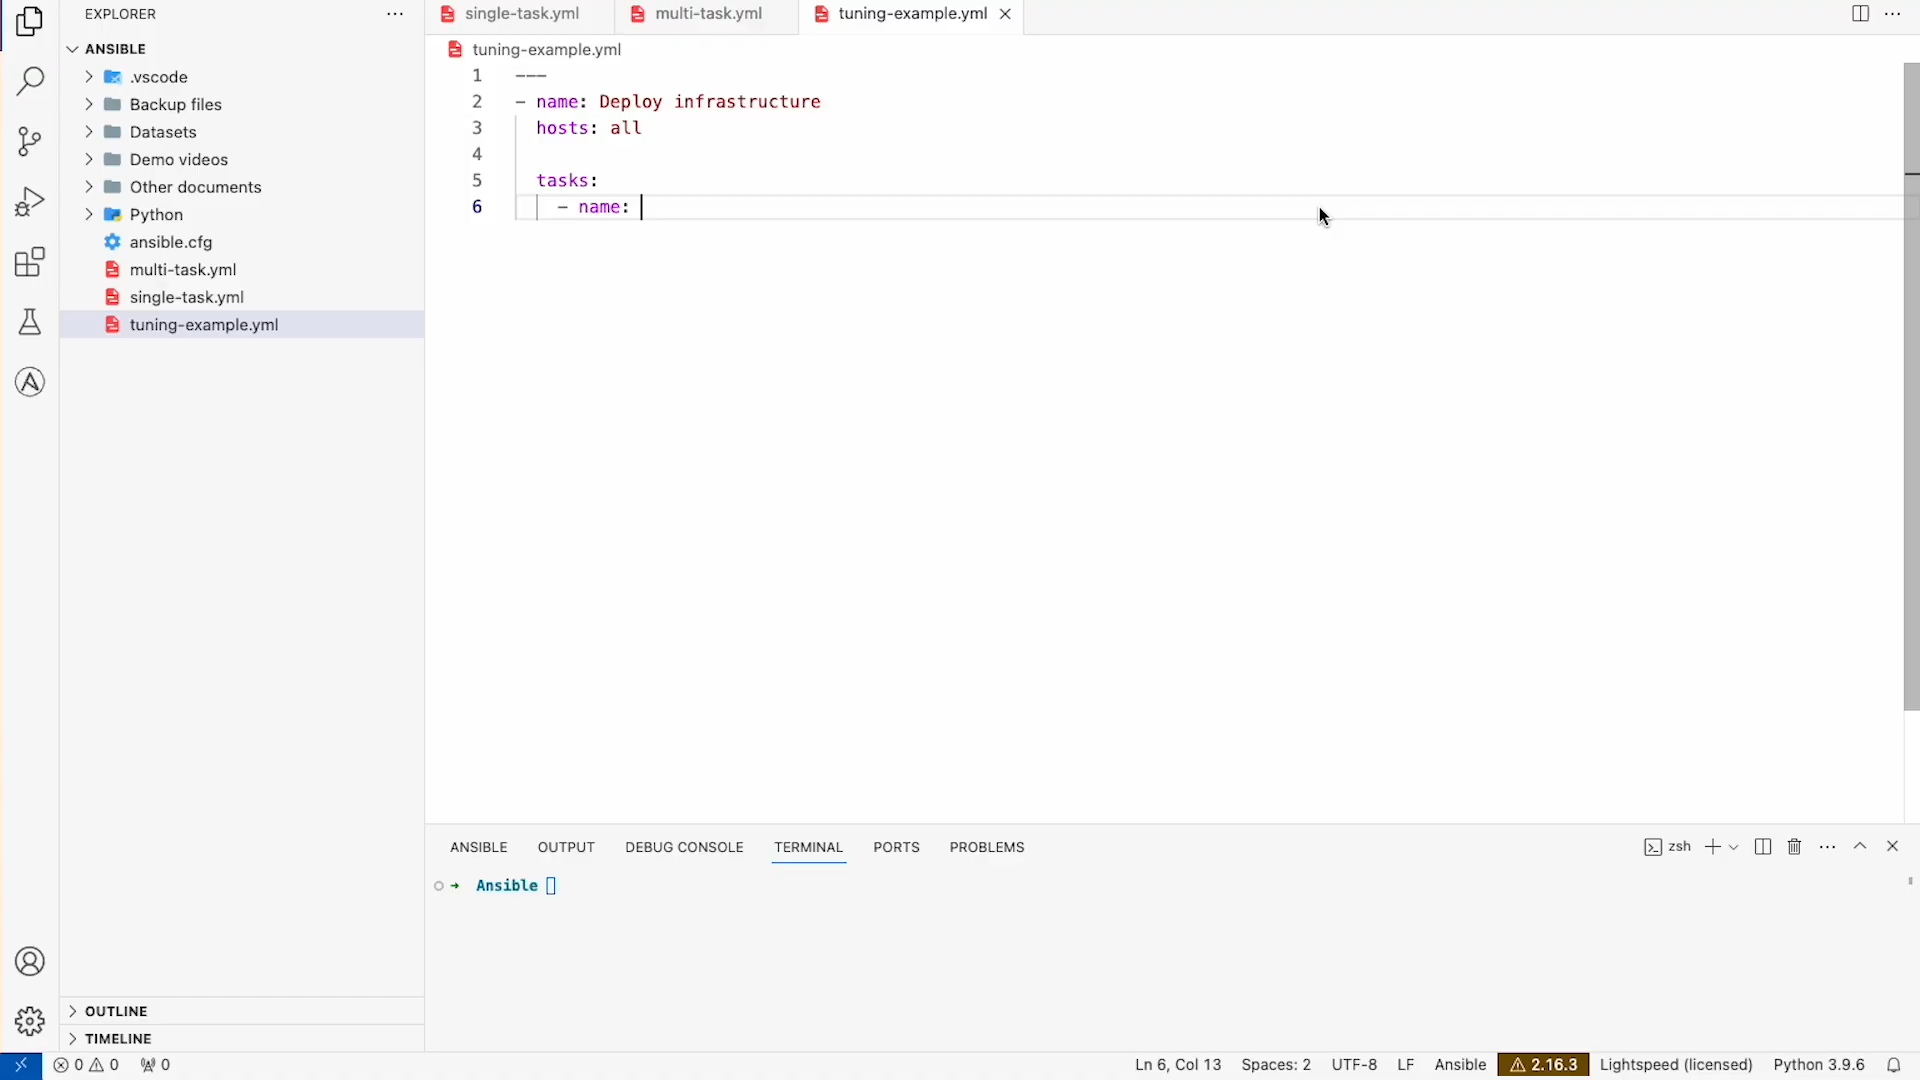 EXPLORER
ANSIBLE
.vscode
Backup files
Datasets
Demo videos
Other documents
Python
ansible.cfg
multi-task.yml
single-task.yml
tuning-example.yml
OUTLINE
TIMELINE
single-task.yml multi-task.yml tuning-example.yml
tuning-example.yml
1 ---
2 - name: Deploy infrastructure
3 hosts: all
4
5 tasks:
6 - name:
ANSIBLE OUTPUT DEBUG CONSOLE TERMINAL PORTS PROBLEMS zsh
Ansible
0 0 0 Ln 6, Col 13 Spaces: 2 UTF-8 LF Ansible 2.16.3 Lightspeed (licensed) Python 3.9.6